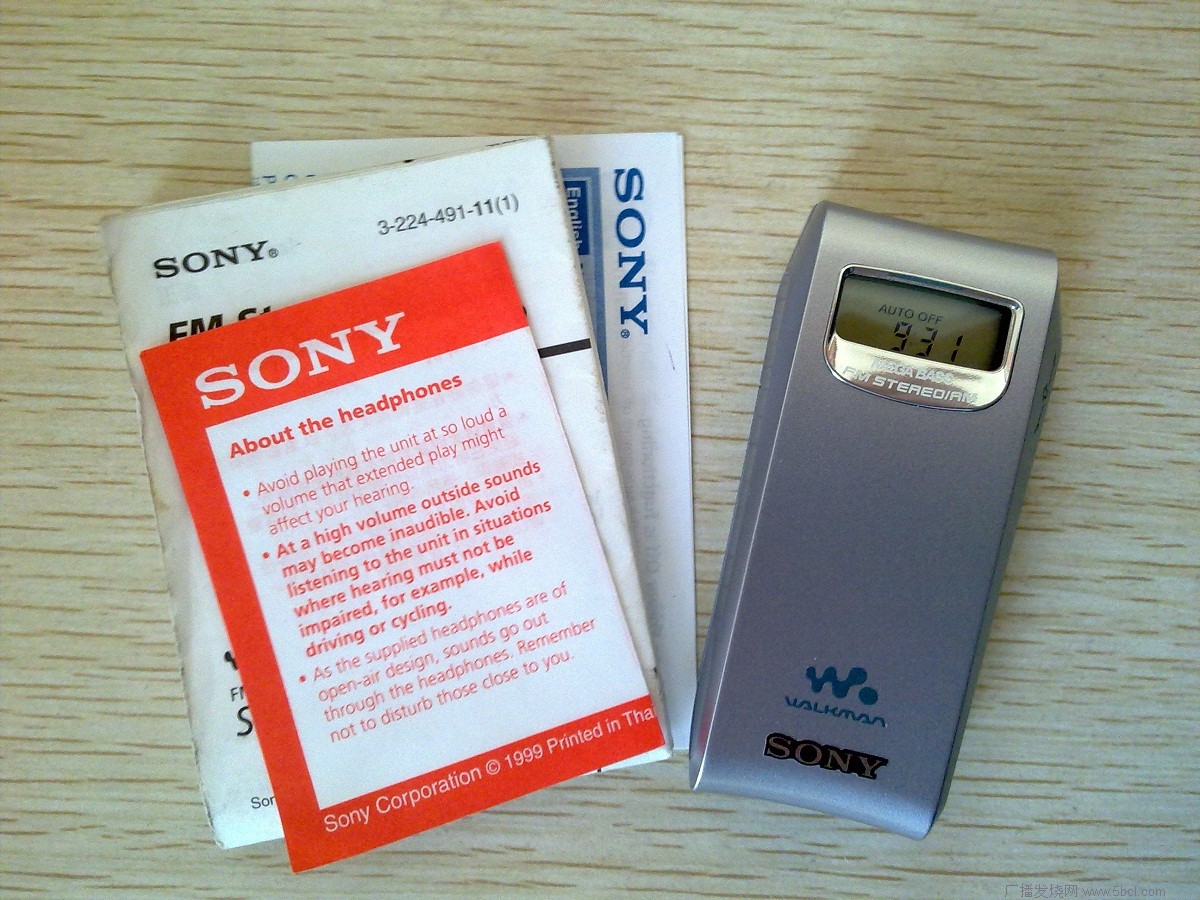 3-224-491-11(1)
SONY®
FM St
SONY
About the headphones
• Avoid playing the unit at so loud a
volume that extended play might
affect your hearing.
• At a high volume outside sounds
may become inaudible. Avoid
listening to the unit in situations
where hearing must not be
impaired, for example, while
driving or cycling.
• As the supplied headphones are of
open-air design, sounds go out
through the headphones. Remember
not to disturb those close to you.
Sony Corporation © 1999 Printed in Tha
FM
S
Son
English
SONY®
AUTO OFF
931
MEGA BASS
FM STEREO/AM
WALKMAN
SONY
广播发烧网:www.5bcl.com